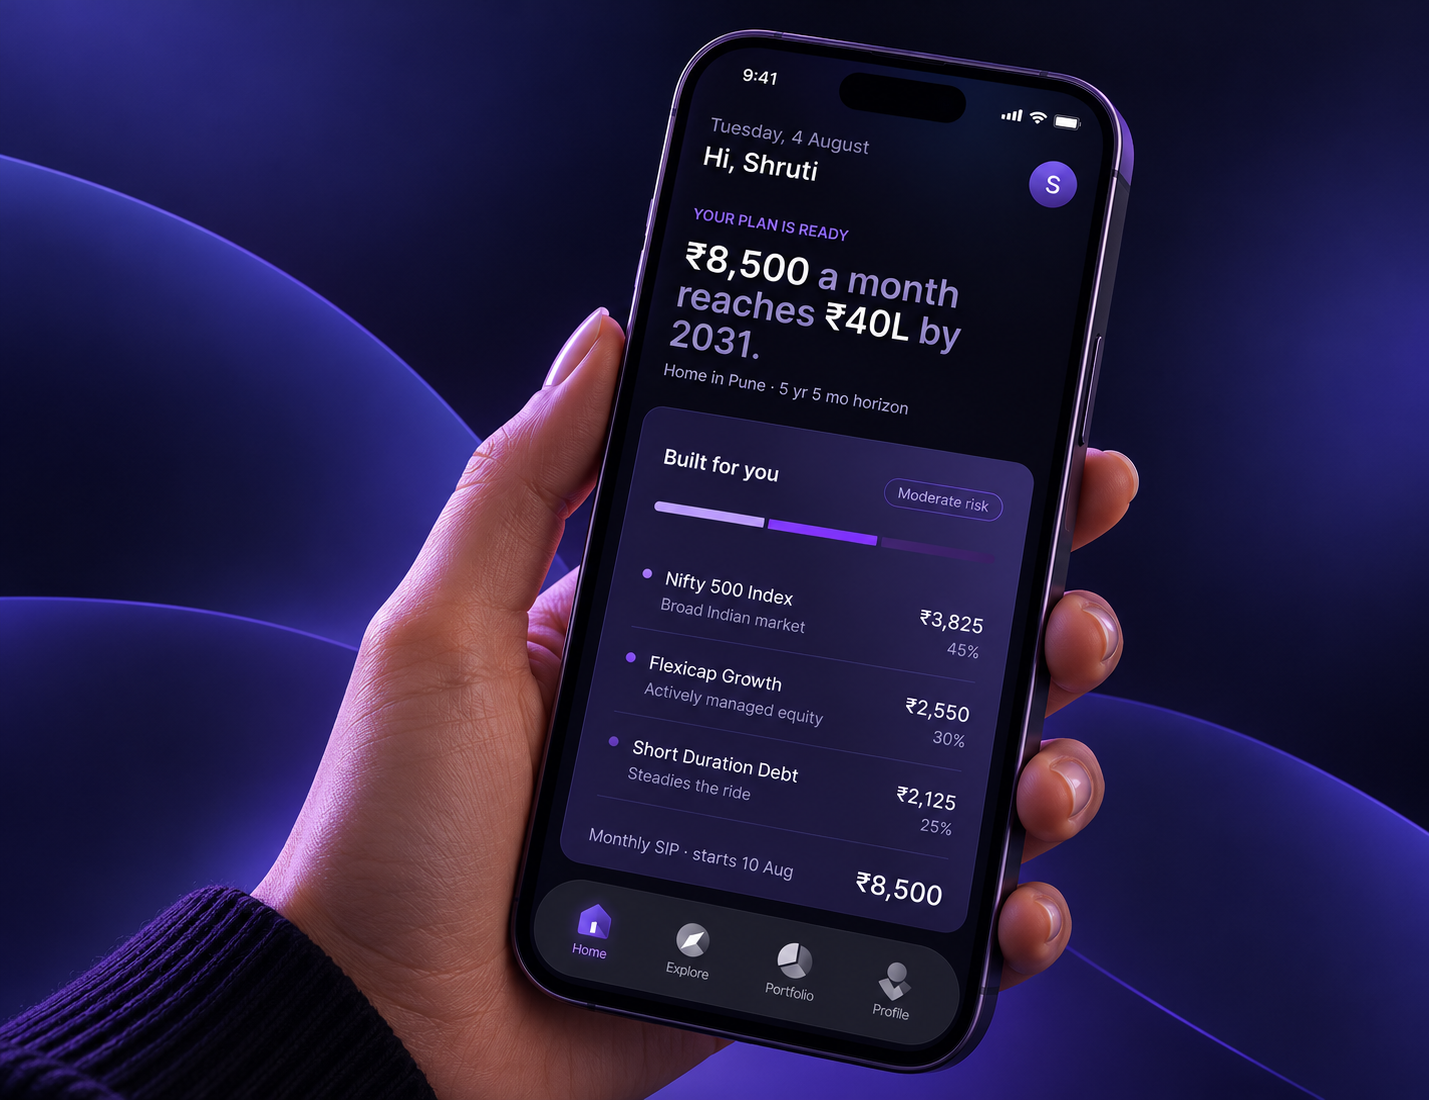 9:41
Tuesday, 4 August
Hi, Shruti
S
YOUR PLAN IS READY
₹8,500 a month
reaches ₹40L by
2031.
Home in Pune · 5 yr 5 mo horizon
Built for you
Moderate risk
Nifty 500 Index
₹3,825
Broad Indian market
45%
Flexicap Growth
₹2,550
Actively managed equity
30%
Short Duration Debt
₹2,125
Steadies the ride
25%
Monthly SIP · starts 10 Aug
₹8,500
Home
Explore
Portfolio
Profile